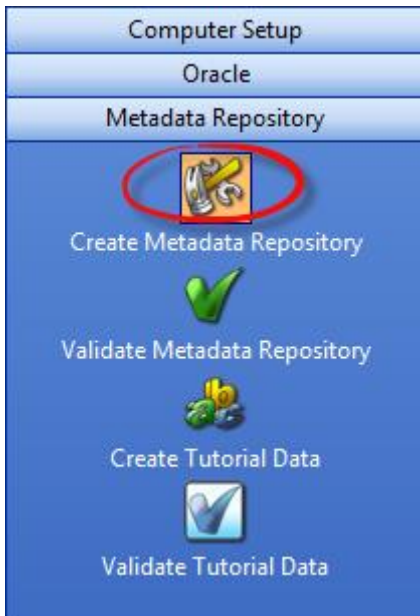 Computer Setup
Oracle
Metadata Repository
Create Metadata Repository
Validate Metadata Repository
Create Tutorial Data
Validate Tutorial Data